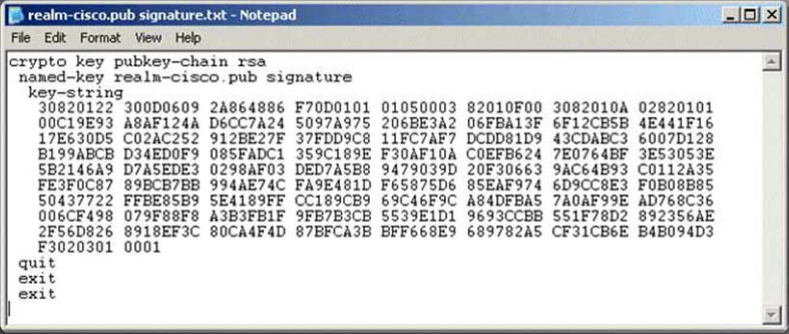 realm-cisco.pub signature.txt - Notepad
File Edit Format View Help
crypto key pubkey-chain rsa
named-key realm-cisco.pub signature
key-string
30820122 300D0609 2A864886 F70D0101 01050003 82010F00 3082010A 02820101
00C19E93 A8AF124A D6CC7A24 5097A975 206BE3A2 06FBA13F 6F12CB5B 4E441F16
17E630D5 C02AC252 912BE27F 37FDD9C8 11FC7AF7 DCDD81D9 43CDABC3 6007D128
B199ABCB D34ED0F9 085FADC1 359C189E F30AF10A C0EFB624 7E0764BF 3E53053E
5B2146A9 D7A5EDE3 0298AF03 DED7A5B8 9479039D 20F30663 9AC64B93 C0112A35
FE3F0C87 89BCB7BB 994AE74C FA9E481D F65875D6 85EAF974 6D9CC8E3 F0B08B85
50437722 FFBE85B9 5E4189FF CC189CB9 69C46F9C A84DFBA5 7A0AF99E AD768C36
006CF498 079F88F8 A3B3FB1F 9FB7B3CB 5539E1D1 9693CCBB 551F78D2 892356AE
2F56D826 8918EF3C 80CA4F4D 87BFCA3B BFF668E9 689782A5 CF31CB6E B4B094D3
F3020301 0001
quit
exit
exit